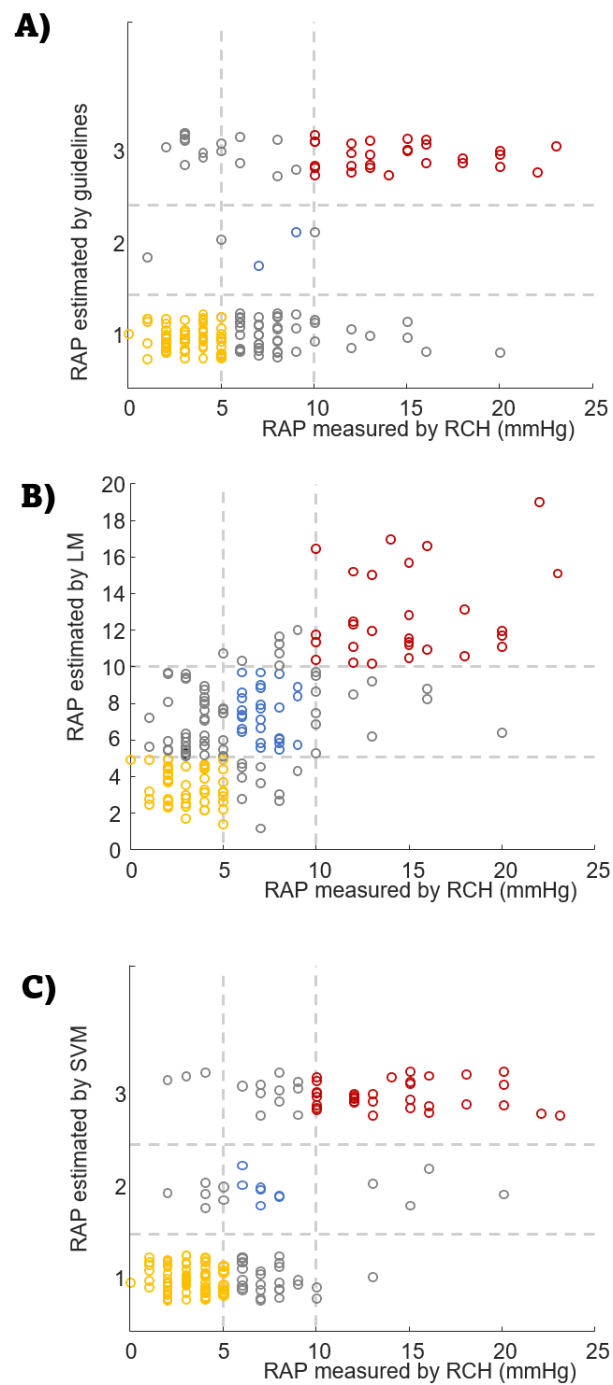 A)
RAP estimated by guidelines
3
2
1
0 5 10 15 20 25
RAP measured by RCH (mmHg)
B)
RAP estimated by LM
20
18
16
14
12
10
8
6
4
2
0
0 5 10 15 20 25
RAP measured by RCH (mmHg)
C)
RAP estimated by SVM
3
2
1
0 5 10 15 20 25
RAP measured by RCH (mmHg)